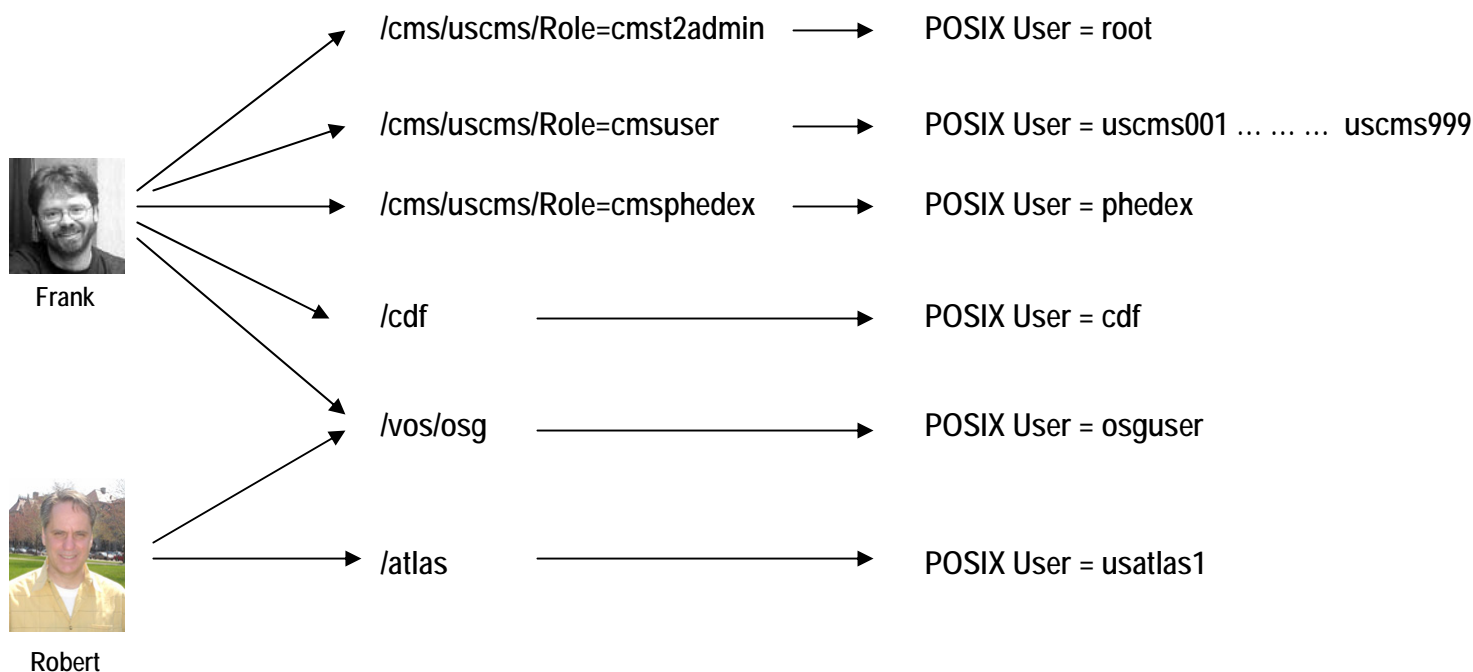 /cms/uscms/Role=cmst2admin POSIX User = root
/cms/uscms/Role=cmsuser POSIX User = uscms001 ... ... ... uscms999
/cms/uscms/Role=cmsphedex POSIX User = phedex
Frank
/cdf POSIX User = cdf
/vos/osg POSIX User = osguser
/atlas POSIX User = usatlas1
Robert